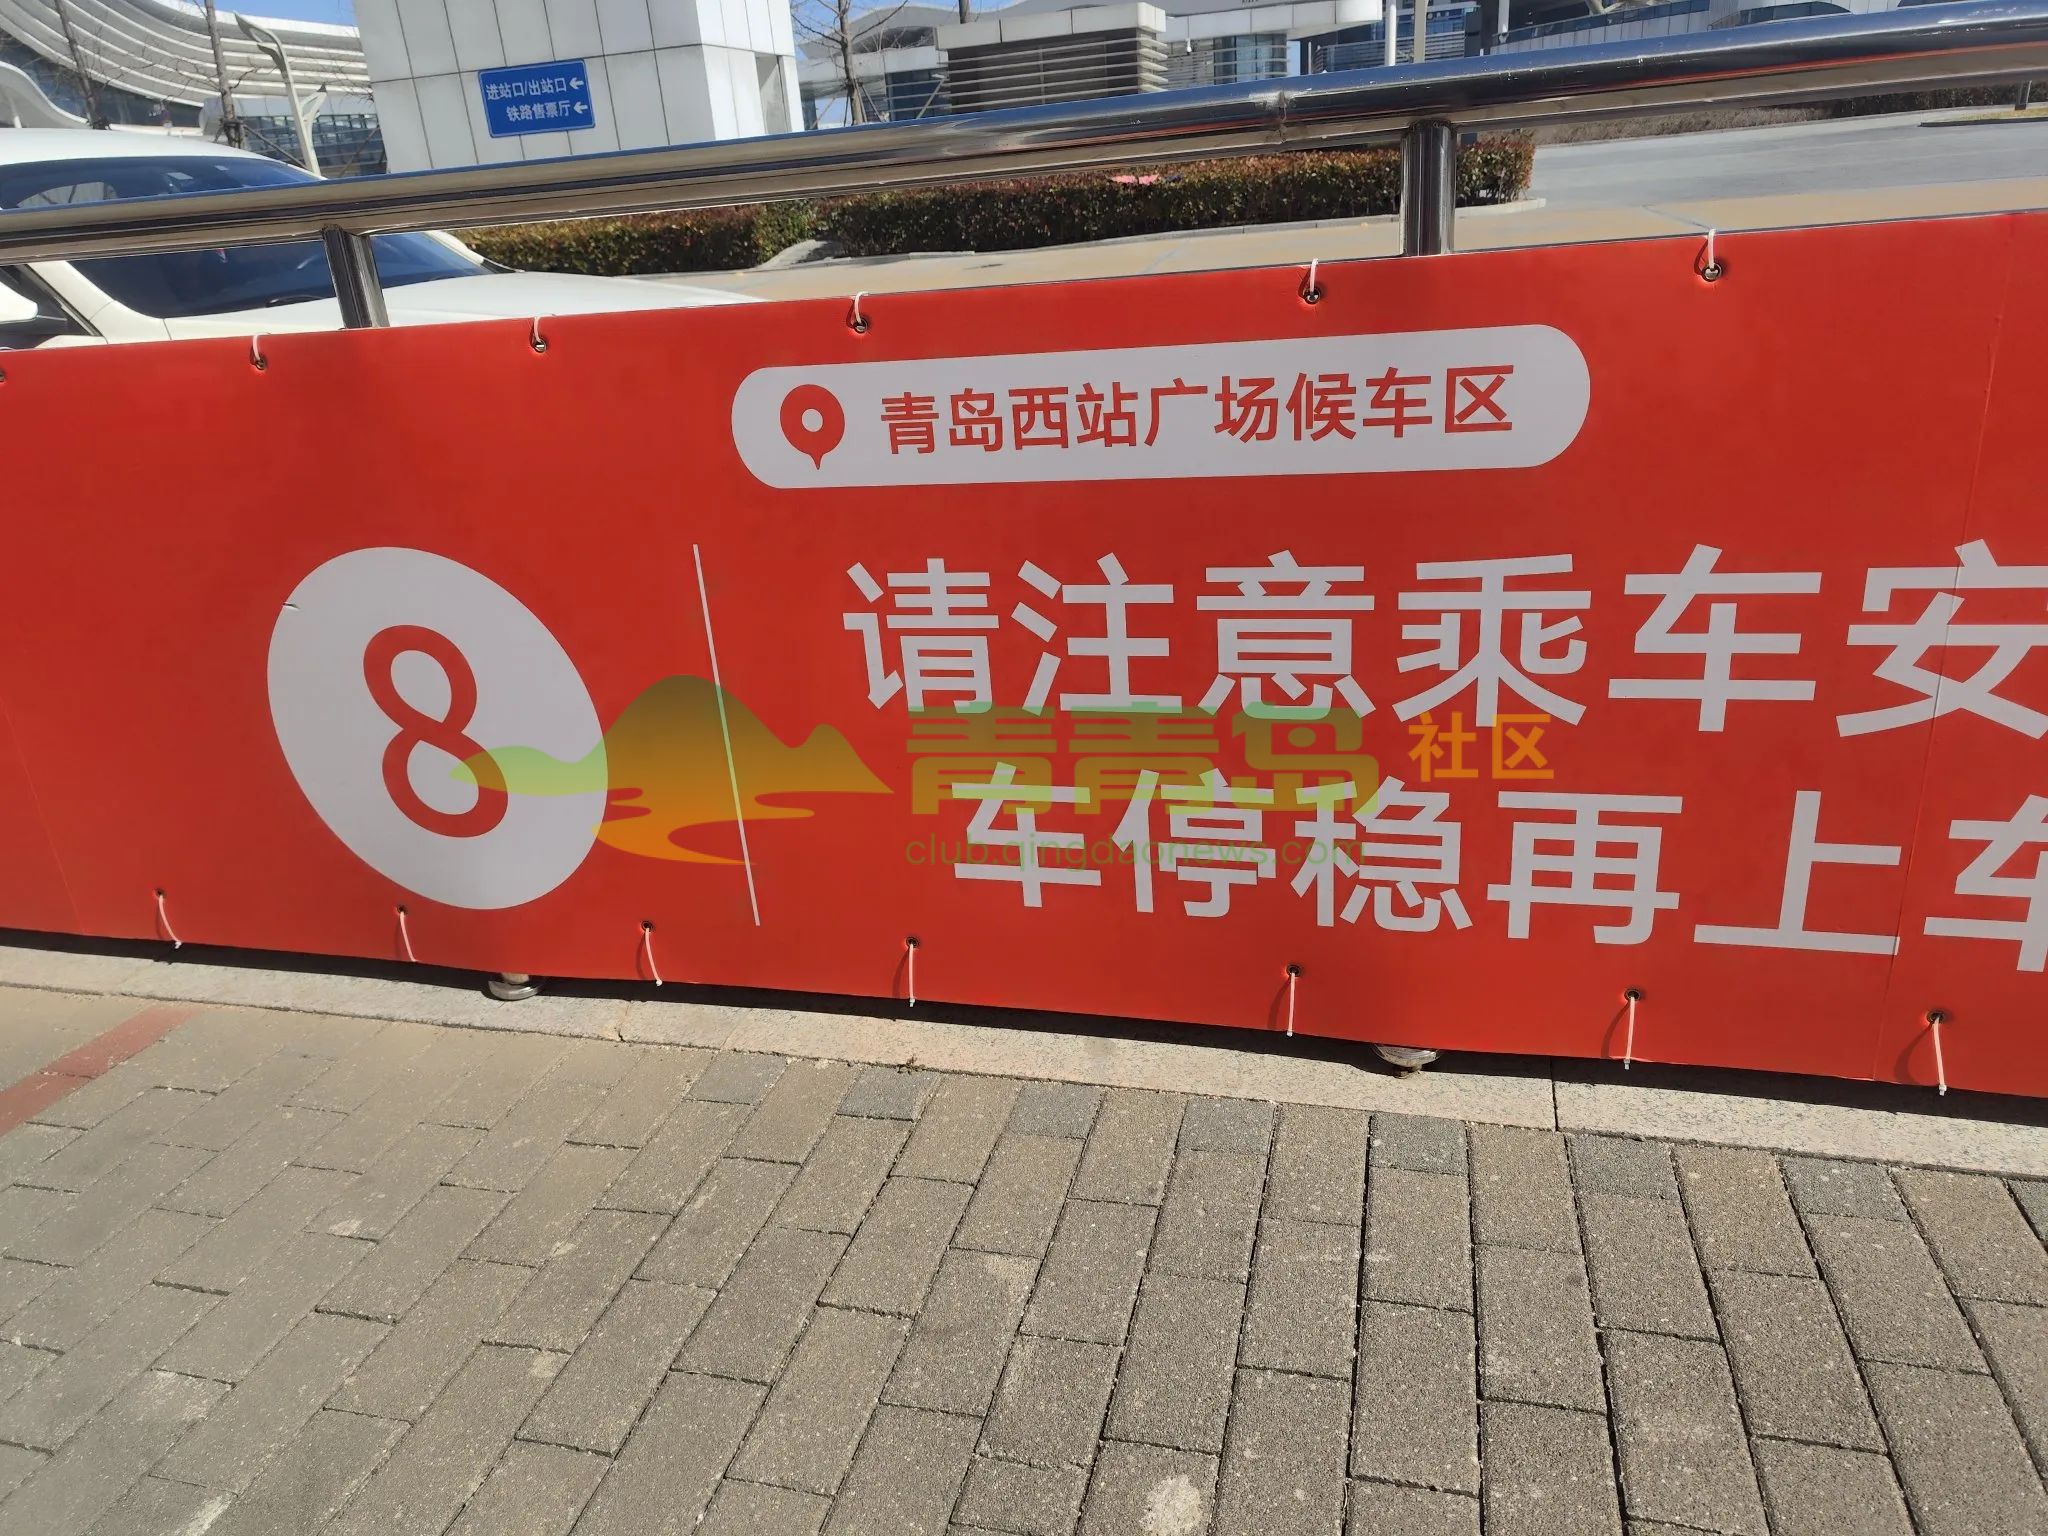 进站口/出站口←
铁路售票厅←
青岛西站广场候车区
8
请注意乘车安
车停稳再上车
青青岛社区
club.qingdaonews.com